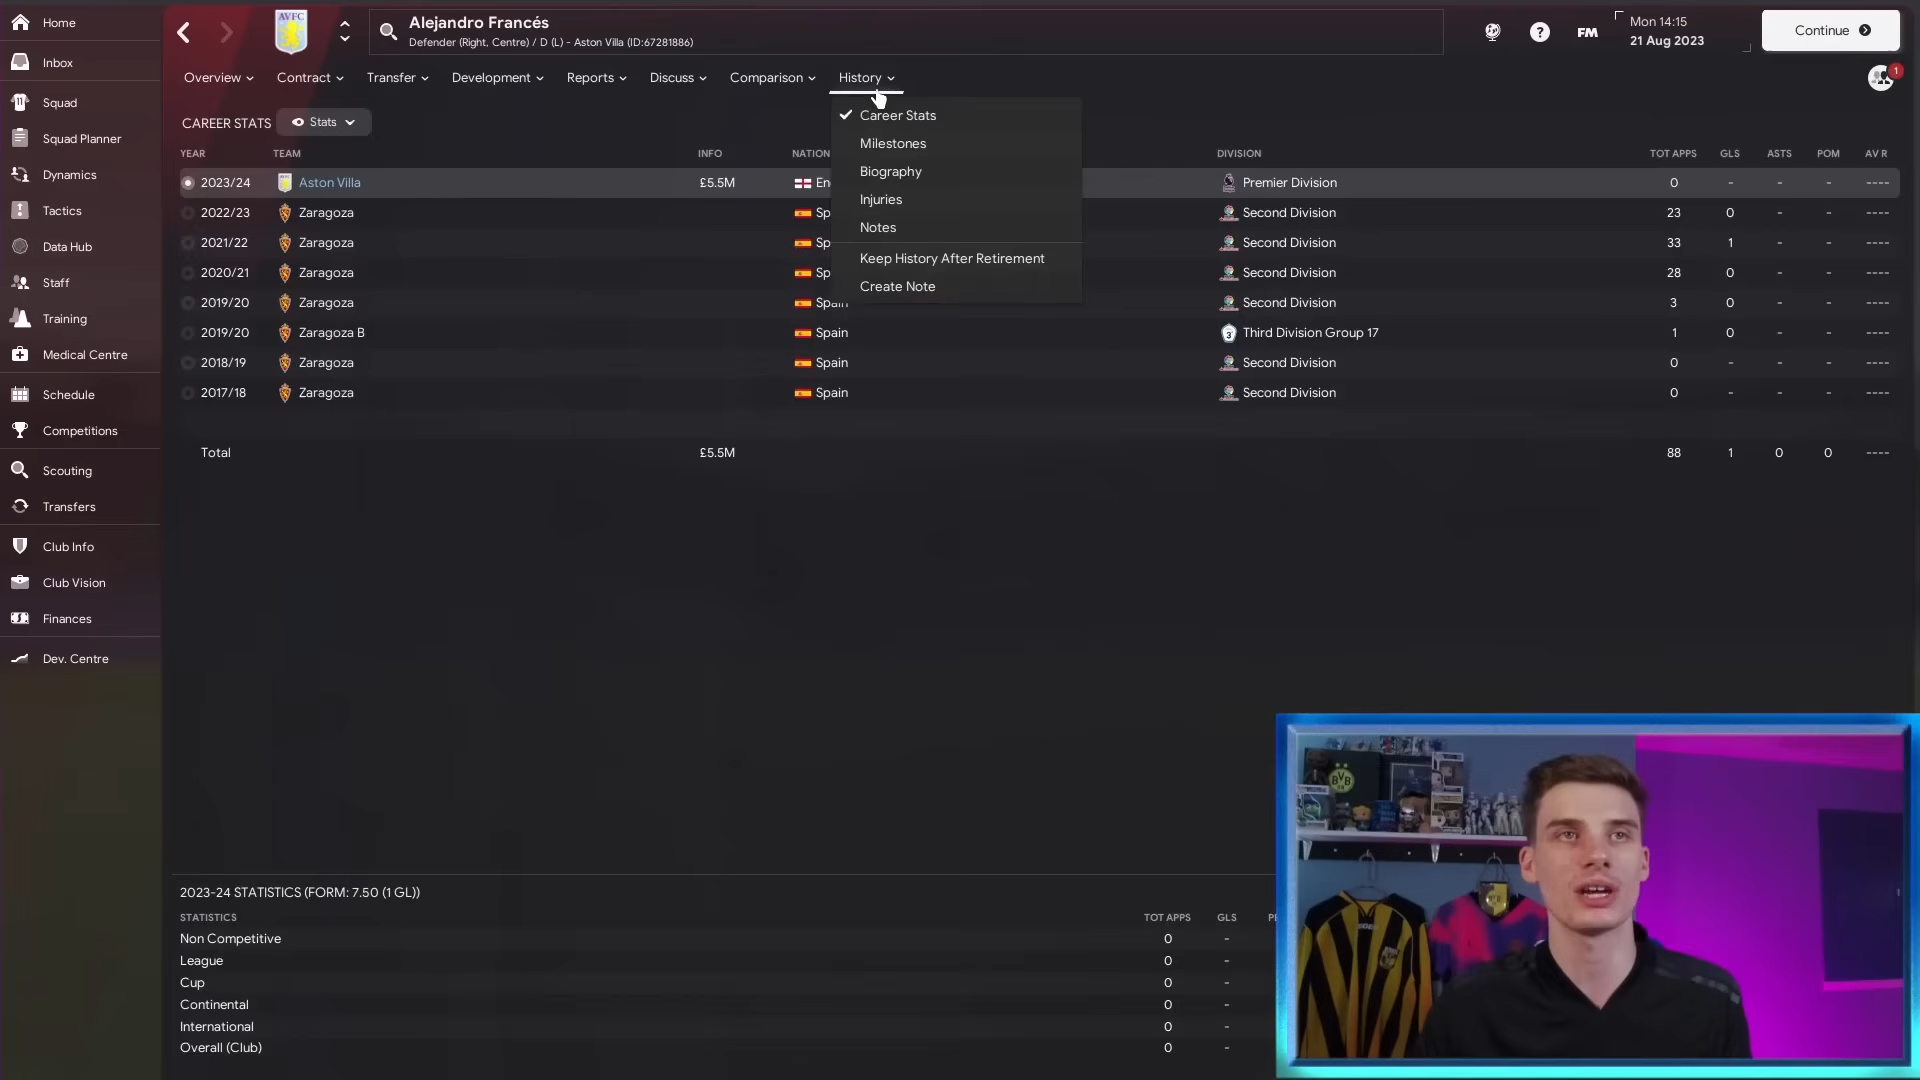 Home
Inbox
Squad
Squad Planner
Dynamics
Tactics
Data Hub
Staff
Training
Medical Centre
Schedule
Competitions
Scouting
Transfers
Club Info
Club Vision
Finances
Dev. Centre
AVFC
Alejandro Francés
Defender (Right, Centre) / D (L) - Aston Villa (ID:67281886)
? FM
Mon 14:15
21 Aug 2023
Continue
Overview Contract Transfer Development Reports Discuss Comparison History
1
Career Stats
Milestones
Biography
Injuries
Notes
Keep History After Retirement
Create Note
CAREER STATS Stats
YEAR TEAM INFO NATION DIVISION TOT APPS GLS ASTS POM AV R
2023/24 Aston Villa £5.5M En Premier Division 0 - - - ----
2022/23 Zaragoza Sp Second Division 23 0 - - ----
2021/22 Zaragoza Sp Second Division 33 1 - - ----
2020/21 Zaragoza Sp Second Division 28 0 - - ----
2019/20 Zaragoza Spain Second Division 3 0 - - ----
2019/20 Zaragoza B Spain 3 Third Division Group 17 1 0 - - ----
2018/19 Zaragoza Spain Second Division 0 - - - ----
2017/18 Zaragoza Spain Second Division 0 - - - ----
Total £5.5M 88 1 0 0 ----
2023-24 STATISTICS (FORM: 7.50 (1 GL))
STATISTICS TOT APPS GLS PE
Non Competitive 0 -
League 0 -
Cup 0 -
Continental 0 -
International 0 -
Overall (Club) 0 -
BVB